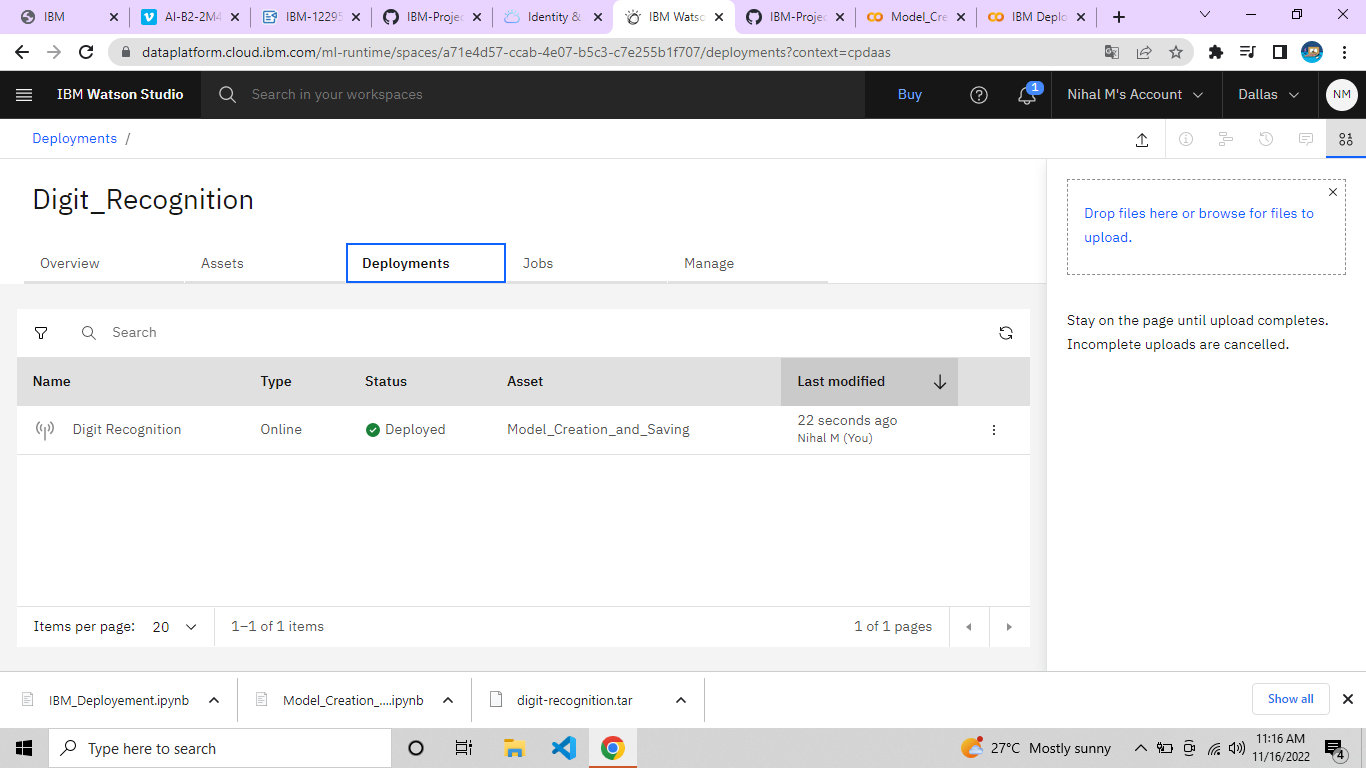 IBM
AI-B2-2M4
IBM-12295
IBM-Projec
Identity &
IBM Watso
IBM-Projec
Model_Cre
IBM Deplo
dataplatform.cloud.ibm.com/ml-runtime/spaces/a71e4d57-ccab-4e07-b5c3-c7e255b1f707/deployments?context=cpdaas
IBM Watson Studio
Search in your workspaces
Buy
1
Nihal M's Account
Dallas
NM
Deployments /
Digit_Recognition
Drop files here or browse for files to
upload.
Overview
Assets
Deployments
Jobs
Manage
Stay on the page until upload completes.
Incomplete uploads are cancelled.
Search
Name Type Status Asset Last modified
Digit Recognition Online Deployed Model_Creation_and_Saving 22 seconds ago
Nihal M (You)
Items per page: 20 1–1 of 1 items 1 of 1 pages
IBM_Deployement.ipynb
Model_Creation_....ipynb
digit-recognition.tar
Show all
Type here to search
27°C Mostly sunny
11:16 AM
11/16/2022
4